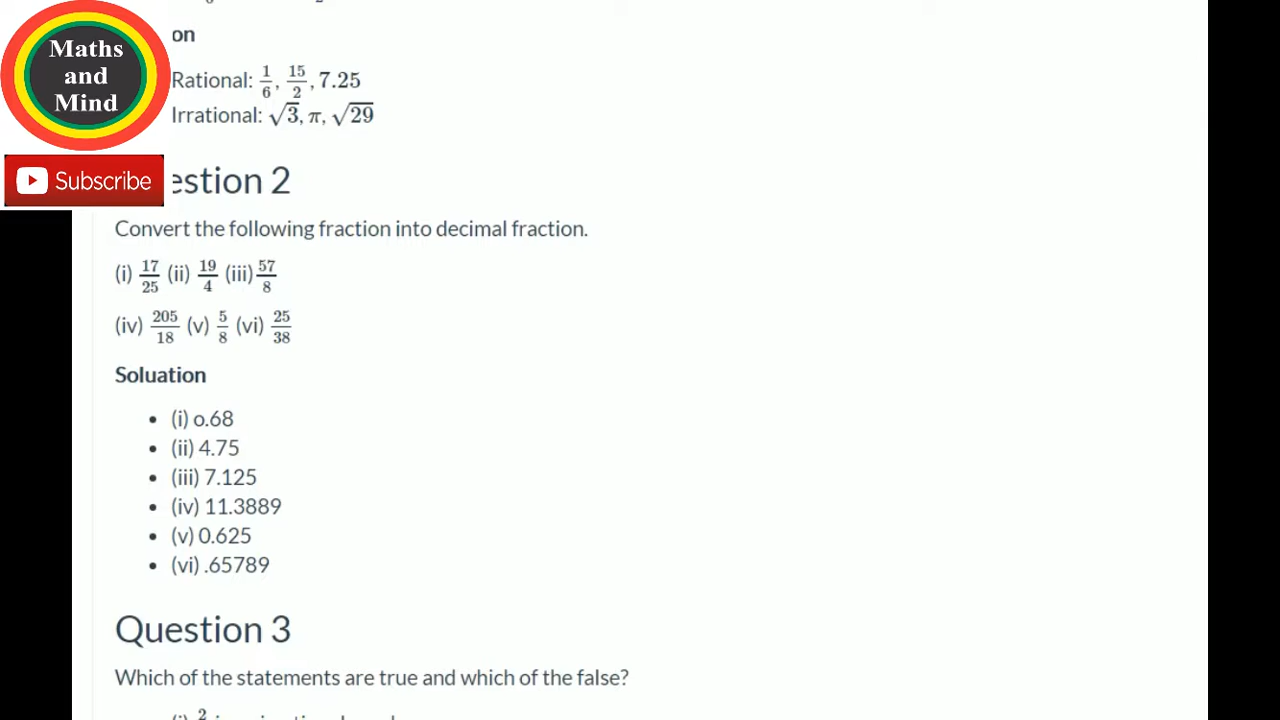 Maths
and
Mind
Subscribe
on
Rational: 1/6, 15/2, 7.25
Irrational: √3, π, √29
estion 2
Convert the following fraction into decimal fraction.
(i) 17/25 (ii) 19/4 (iii) 57/8
(iv) 205/18 (v) 5/8 (vi) 25/38
Soluation
• (i) o.68
• (ii) 4.75
• (iii) 7.125
• (iv) 11.3889
• (v) 0.625
• (vi) .65789
Question 3
Which of the statements are true and which of the false?